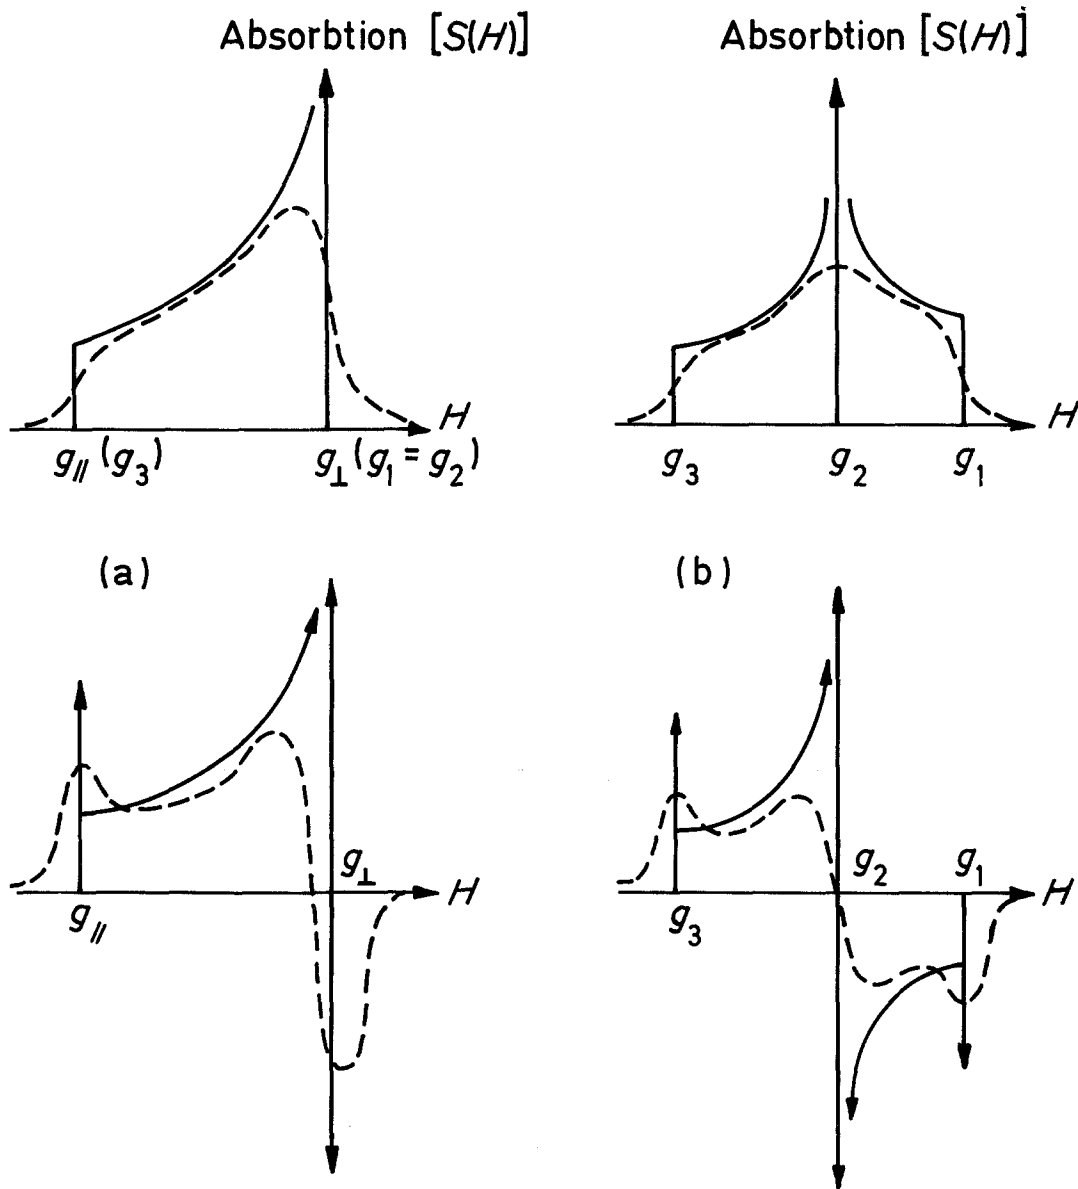 Absorbtion [S(H)]
Absorbtion [S(H)]
H
g∥ (g₃)
g⊥ (g₁ = g₂)
H
g₃
g₂
g₁
(a)
(b)
g⊥
H
g∥
g₂
g₁
H
g₃